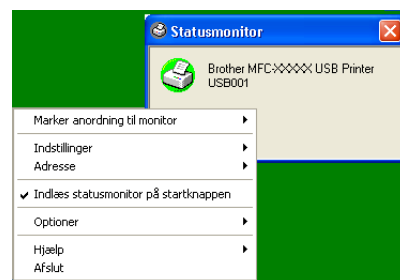 Statusmonitor
Brother MFC-XXXXX USB Printer
USB001
Marker anordning til monitor
Indstillinger
Adresse
Indlæs statusmonitor på startknappen
Optioner
Hjælp
Afslut